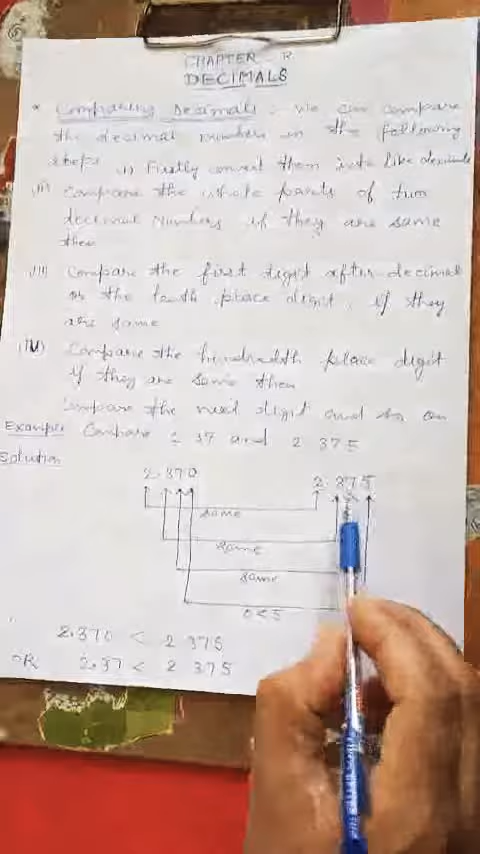 CHAPTER
DECIMALS
* Comparing Decimals : We can compare
the decimal numbers in the following
steps i) Firstly convert them into like decimals
ii) Compare the whole parts of two
decimal numbers if they are same
then
iii) Compare the first digit after decimal
or the tenth place digit, if they
are same
(iv) Compare the hundredth place digit
if they are same then
compare the next digit and so on
Example Compare 2 37 and 2 375
Solution
2.370 2 375
same
same
same
0<5
2.370 < 2 375
OR 2.37 < 2 375